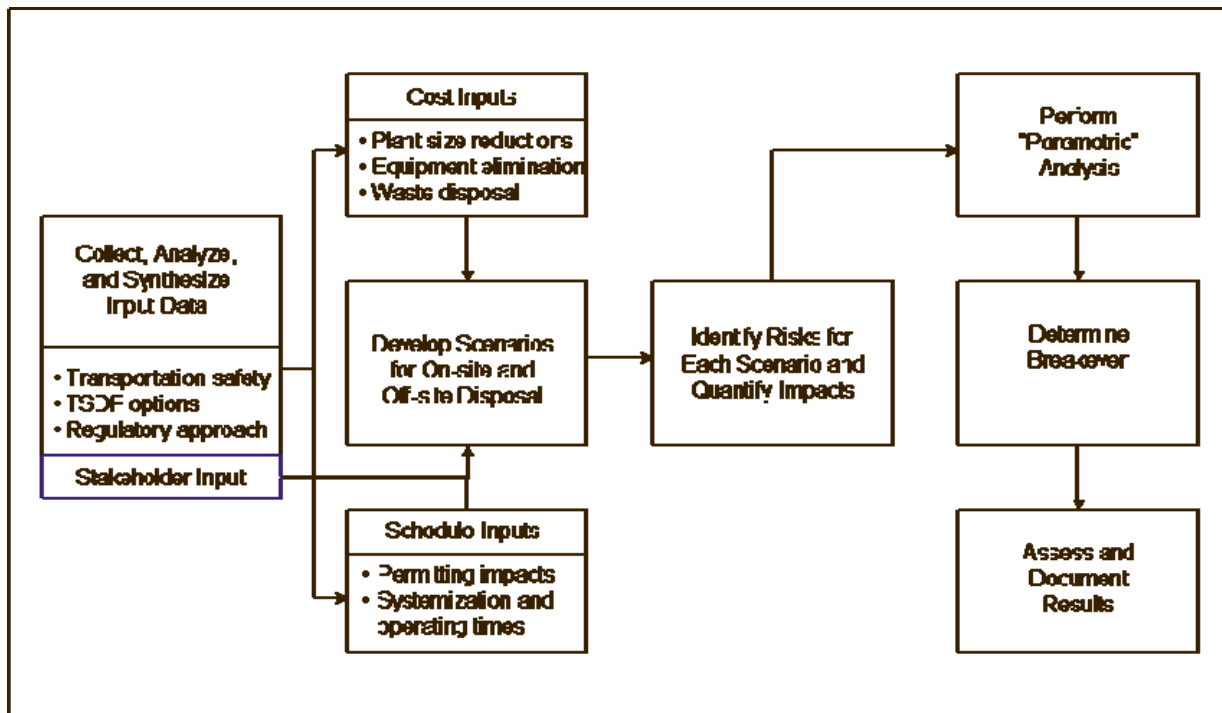 Cost Inputs
• Plant size reductions
• Equipment elimination
• Waste disposal
Collect, Analyze,
and Synthesize
Input Data
• Transportation safety
• TSDF options
• Regulatory approach
Stakeholder Input
Develop Scenarios
for On-site and
Off-site Disposal
Schedule Inputs
• Permitting impacts
• Systemization and
operating times
Identify Risks for
Each Scenario and
Quantify Impacts
Perform
"Parametric"
Analysis
Determine
Breakever
Assess and
Document
Results